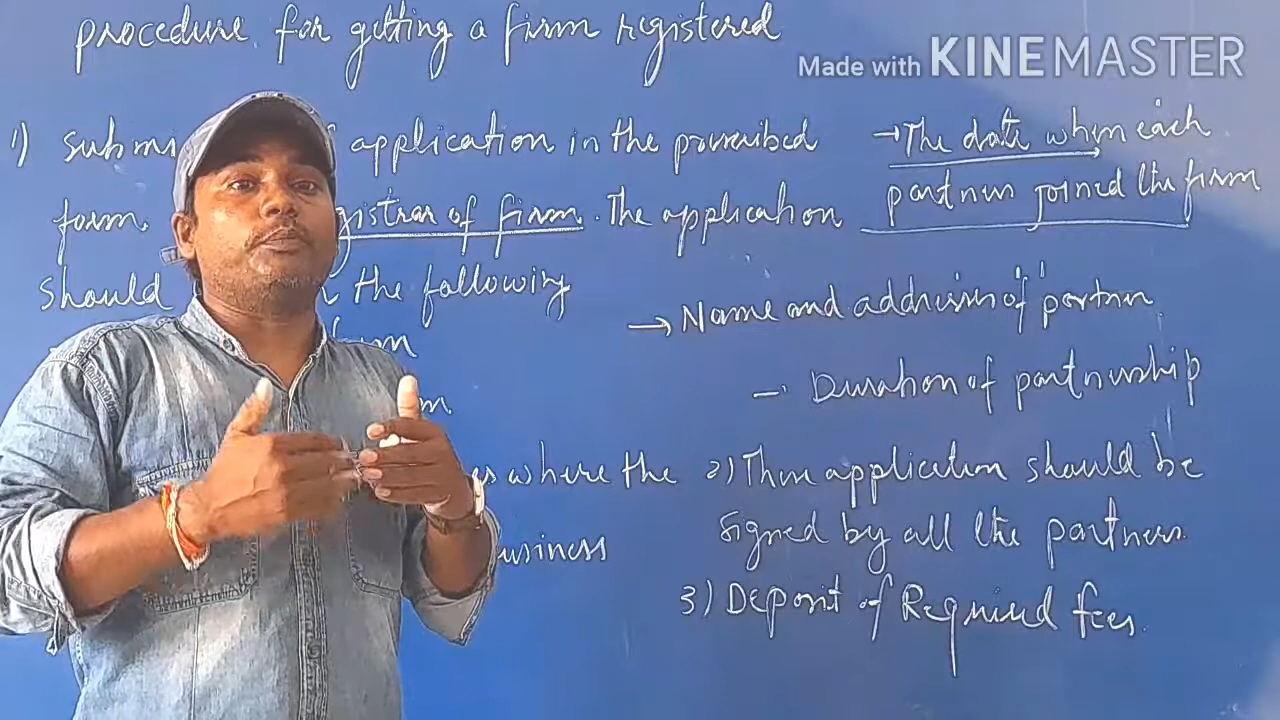 procedure for getting a firm registered
Made with KINEMASTER
1) submi application in the prescribed
form. gistrar of firm. The application
should the following
m.
s where the
usiness
→ The date when each
partners joined the firm
→ Name and addresses of partner.
- Duration of partnership
2) The application should be
signed by all the partners.
3) Deposit of Required fees.